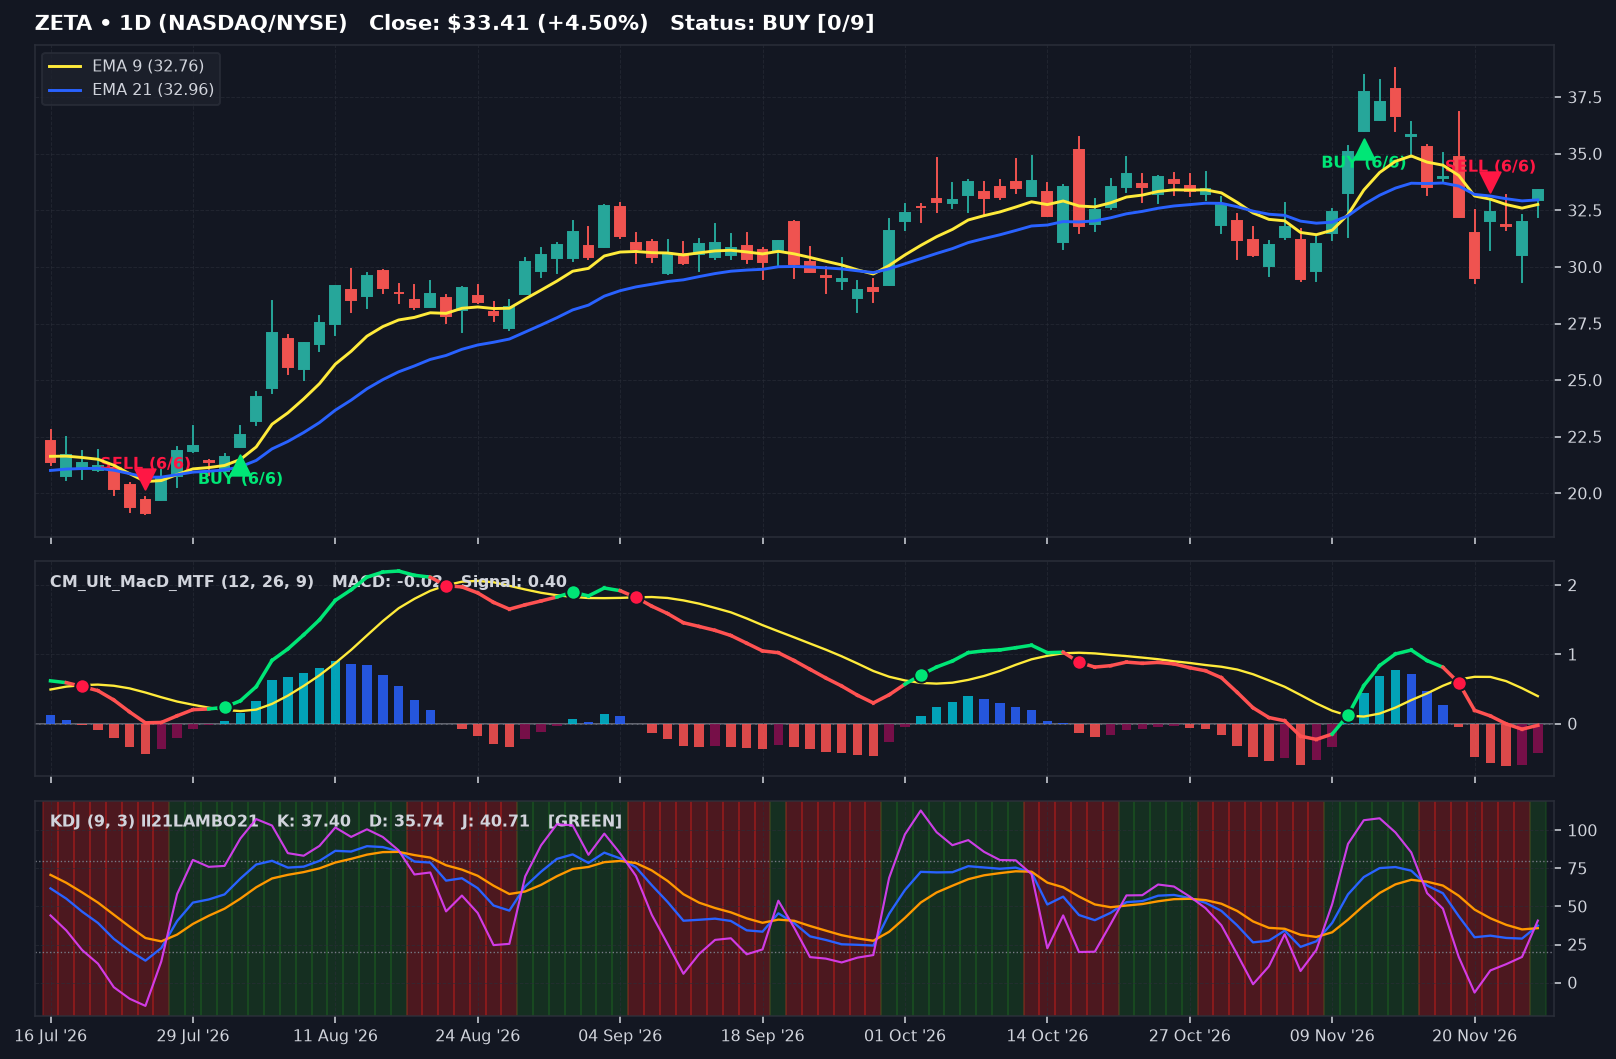 ZETA • 1D (NASDAQ/NYSE)   Close: $33.41 (+4.50%)   Status: BUY [0/9]
EMA 9 (32.76)
EMA 21 (32.96)
37.5
35.0
32.5
30.0
27.5
25.0
22.5
20.0
BUY (6/6)
SELL (6/6)
SELL (6/6)
BUY (6/6)
CM_Ult_MacD_MTF (12, 26, 9)   MACD: -0.02   Signal: 0.40
2
1
0
KDJ (9, 3) ll21LAMBO21   K: 37.40   D: 35.74   J: 40.71   [GREEN]
100
75
50
25
0
16 Jul '26
29 Jul '26
11 Aug '26
24 Aug '26
04 Sep '26
18 Sep '26
01 Oct '26
14 Oct '26
27 Oct '26
09 Nov '26
20 Nov '26